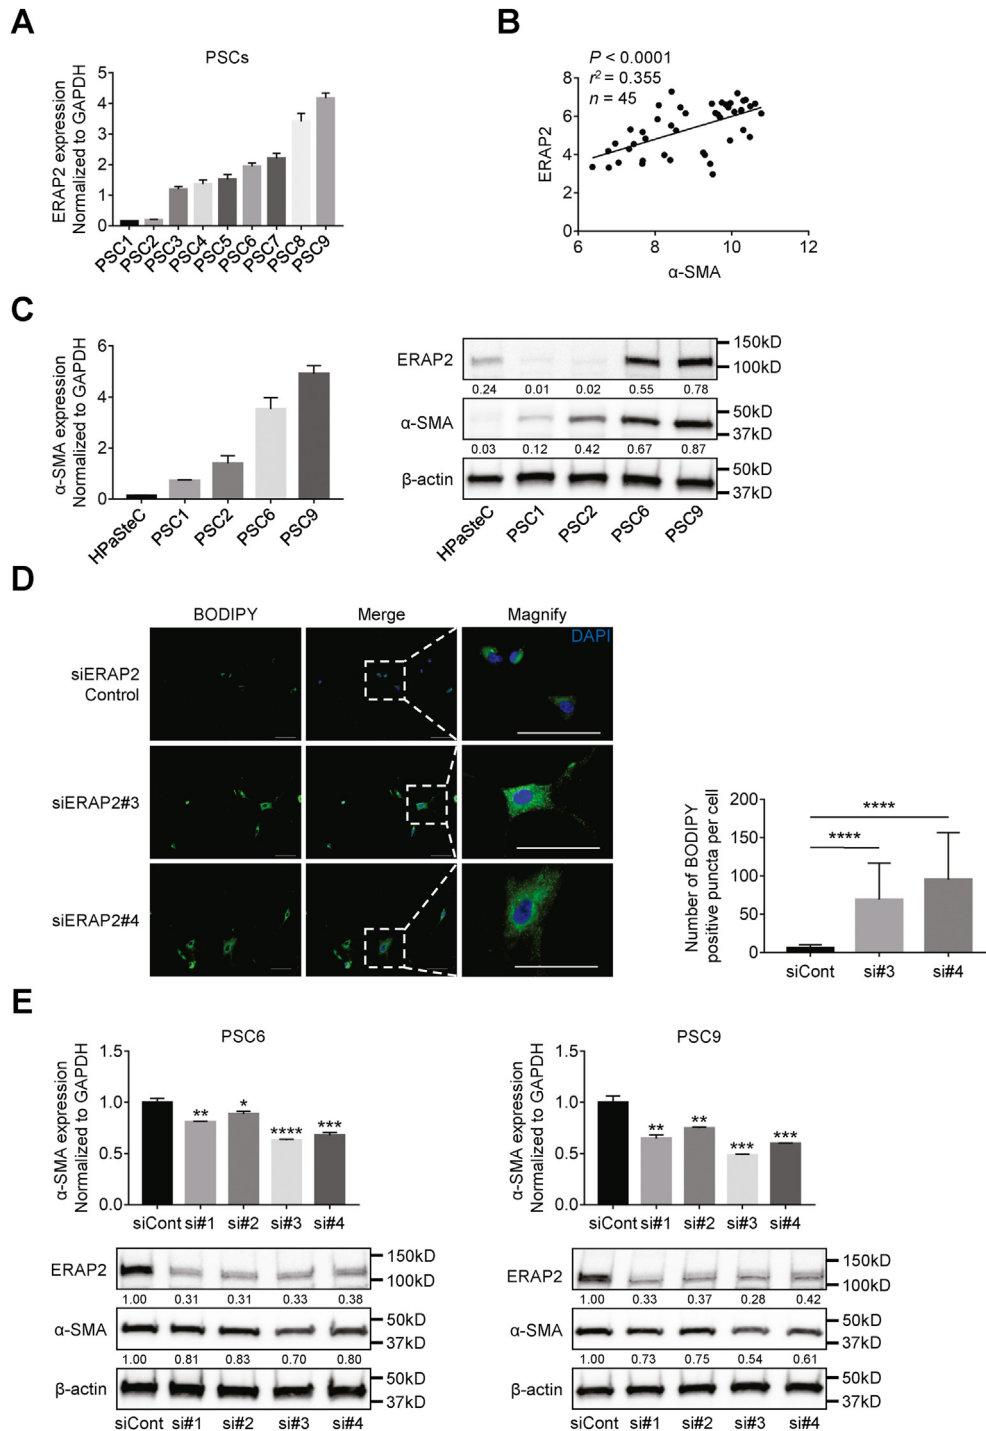 A
PSCs
ERAP2 expression
Normalized to GAPDH
5
4
3
2
1
0
PSC1
PSC2
PSC3
PSC4
PSC5
PSC6
PSC7
PSC8
PSC9
B
P < 0.0001
r² = 0.355
n = 45
ERAP2
8
6
4
2
0
6
8
10
12
α-SMA
C
α-SMA expression
Normalized to GAPDH
6
4
2
0
HPaSteC
PSC1
PSC2
PSC6
PSC9
ERAP2
150kD
100kD
0.24 0.01 0.02 0.55 0.78
α-SMA
50kD
37kD
0.03 0.12 0.42 0.67 0.87
β-actin
50kD
37kD
HPaSteC
PSC1
PSC2
PSC6
PSC9
D
BODIPY Merge Magnify
DAPI
siERAP2
Control
siERAP2#3
siERAP2#4
Number of BODIPY
positive puncta per cell
200
150
100
50
0
****
****
siCont si#3 si#4
E
PSC6
α-SMA expression
Normalized to GAPDH
1.5
1.0
0.5
0.0
** * **** ***
siCont si#1 si#2 si#3 si#4
ERAP2
150kD
100kD
1.00 0.31 0.31 0.33 0.38
α-SMA
50kD
37kD
1.00 0.81 0.83 0.70 0.80
β-actin
50kD
37kD
siCont si#1 si#2 si#3 si#4
PSC9
α-SMA expression
Normalized to GAPDH
1.5
1.0
0.5
0.0
** ** *** ***
siCont si#1 si#2 si#3 si#4
ERAP2
150kD
100kD
1.00 0.33 0.37 0.28 0.42
α-SMA
50kD
37kD
1.00 0.73 0.75 0.54 0.61
β-actin
50kD
37kD
siCont si#1 si#2 si#3 si#4